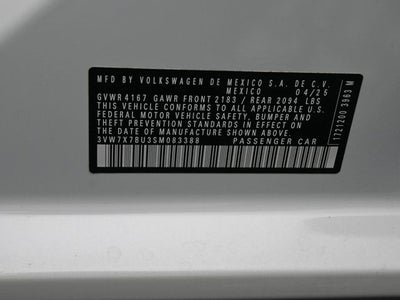 MFD BY VOLKSWAGEN DE MEXICO S.A. DE C.V.
MEXICO 04/25
GVWR 4167 GAWR FRONT 2183 / REAR 2094 LBS
THIS VEHICLE CONFORMS TO ALL APPLICABLE U.S.
FEDERAL MOTOR VEHICLE SAFETY, BUMPER AND
THEFT PREVENTION STANDARDS IN EFFECT ON
THE DATE OF MANUFACTURE SHOWN ABOVE
3VW7X7BU3SM083388 PASSENGER CAR
1721200 3963 M